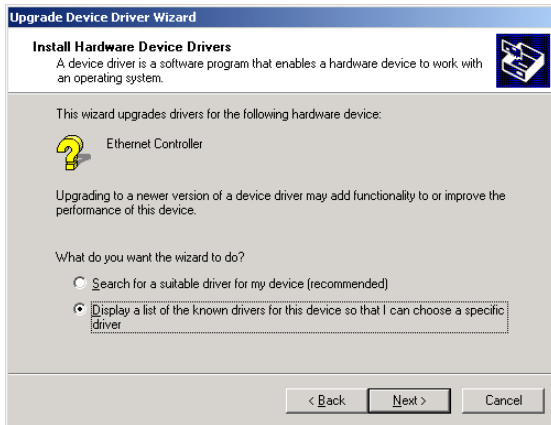 Upgrade Device Driver Wizard
Install Hardware Device Drivers
A device driver is a software program that enables a hardware device to work with
an operating system.
This wizard upgrades drivers for the following hardware device:
Ethernet Controller
Upgrading to a newer version of a device driver may add functionality to or improve the
performance of this device.
What do you want the wizard to do?
Search for a suitable driver for my device (recommended)
Display a list of the known drivers for this device so that I can choose a specific
driver
< Back
Next >
Cancel